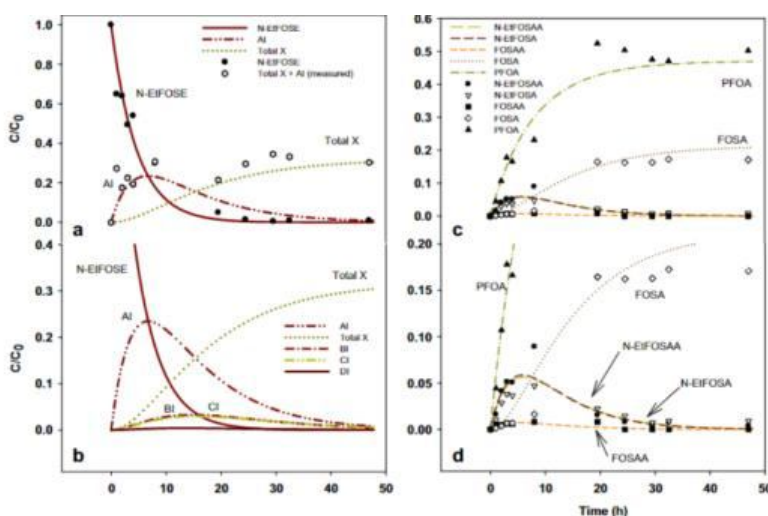 C/C0
1.0
0.8
0.6
0.4
0.2
0.0
N-EtFOSE
AI
Total X
N-EtFOSE
Total X + AI (measured)
N-EtFOSE
Total X
AI
a
C/C0
0.4
0.3
0.2
0.1
0.0
N-EtFOSE
Total X
AI
AI
Total X
BI
CI
DI
BI
CI
b
0
10
20
30
40
50
C/C0
0.6
0.5
0.4
0.3
0.2
0.1
0.0
N-EtFOSAA
N-EtFOSA
FOSAA
FOSA
PFOA
N-EtFOSAA
N-EtFOSA
FOSAA
FOSA
PFOA
PFOA
FOSA
c
C/C0
0.20
0.15
0.10
0.05
0.00
PFOA
FOSA
N-EtFOSAA
N-EtFOSA
FOSAA
d
0
10
20
30
40
50
Time (h)